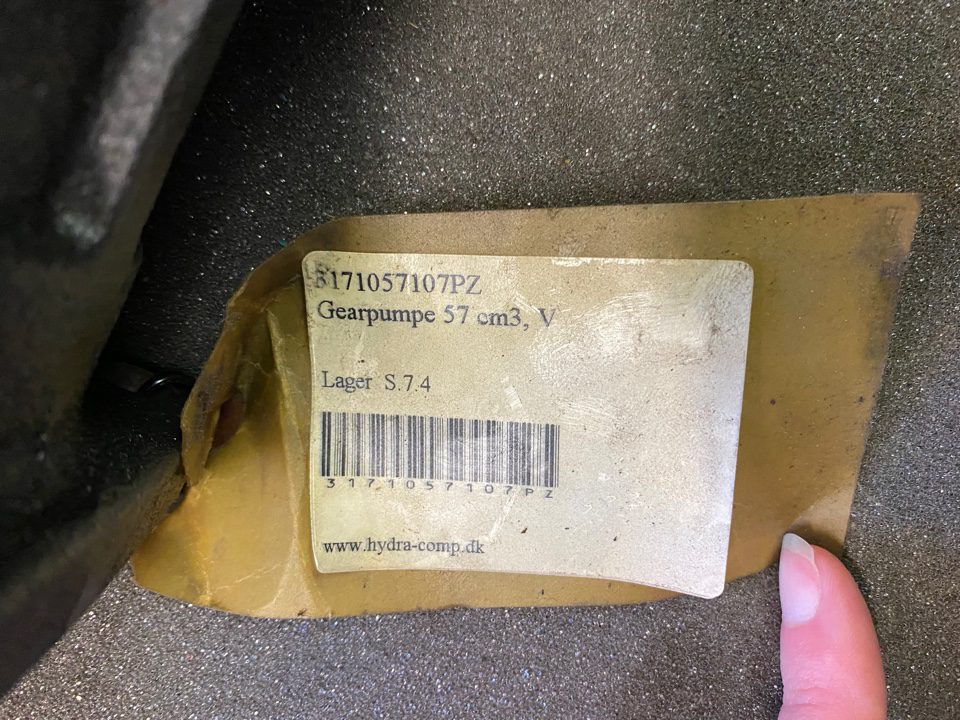 3171057107PZ
Gearpumpe 57 cm3, V
Lager S.7.4
3171057107PZ
www.hydra-comp.dk